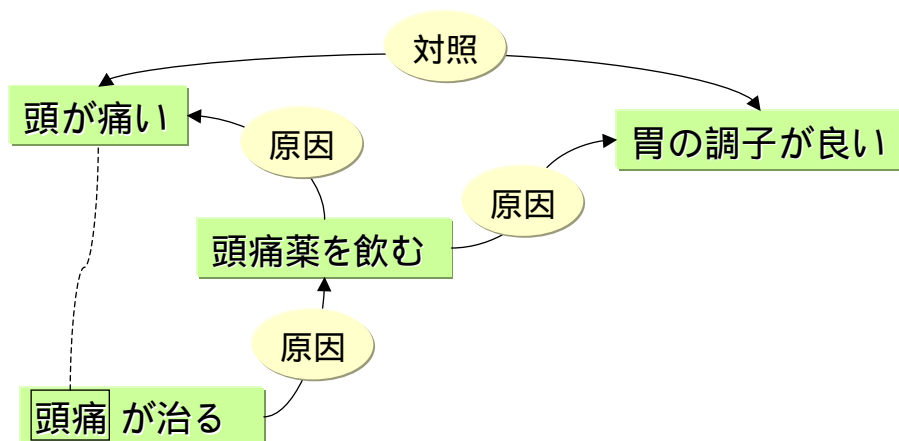 対照
頭が痛い
原因
胃の調子が良い
原因
頭痛薬を飲む
原因
頭痛が治る